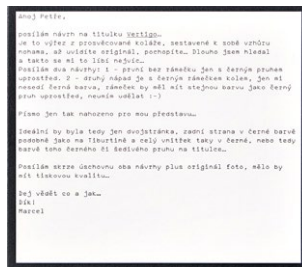 Ahoj Petře,
posílám návrh na titulku Vertigo…
Je to výřez z prosvěcované koláže, sestavené k sobě vzhůru
nohama, až uvidíte originál, pochopíte… Dlouho jsem hledal
a takto se mi to líbí nejvíc…
Posílám dva návrhy: 1 - první bez rámečku jen s černým pruhem
uprostřed. 2 - druhý nápad je s černým rámečkem kolem, jen mi
nesedí černá barva, rámeček by měl mít stejnou barvu jako černý
pruh uprostřed, neumím udělat :-)
Písmo jen tak nahozeno pro mou představu…
Ideální by byla tedy jen dvojstránka, zadní strana v černé barvě
podobně jako ma Tiburtině a celý vnitřek taky v černé, nebo tedy
barvě toho černého či šedivého pruhu na titulce…
Posílám skrze úschovnu oba návrhy plus originál foto, mělo by
mít tiskovou kvalitu…
Dej vědět co a jak…
Dík!
Marcel